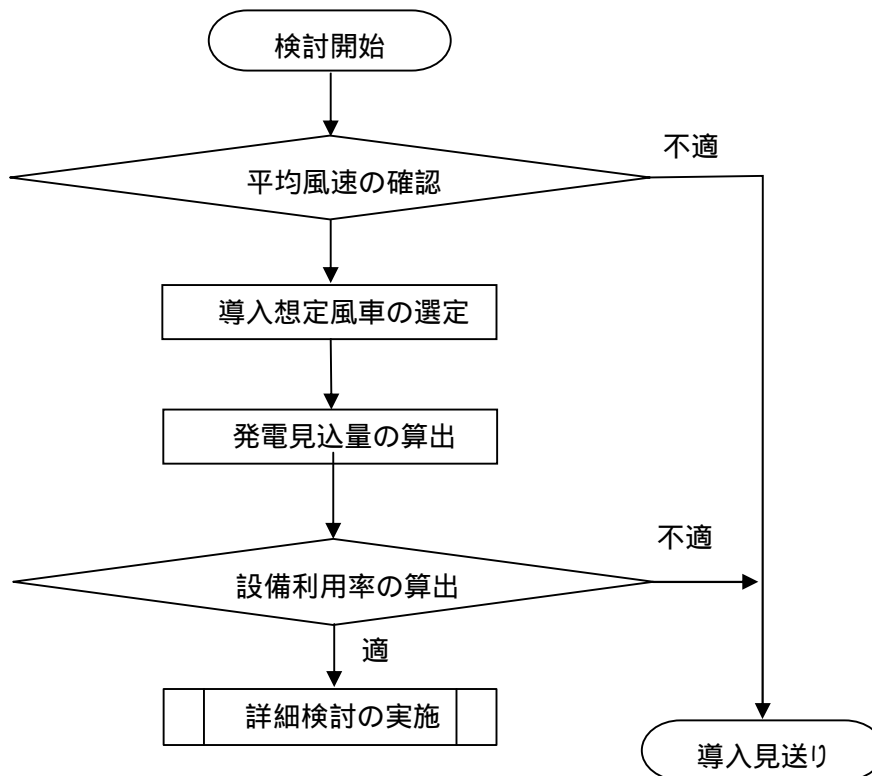 検討開始
不適
平均風速の確認
導入想定風車の選定
発電見込量の算出
不適
設備利用率の算出
適
詳細検討の実施
導入見送り